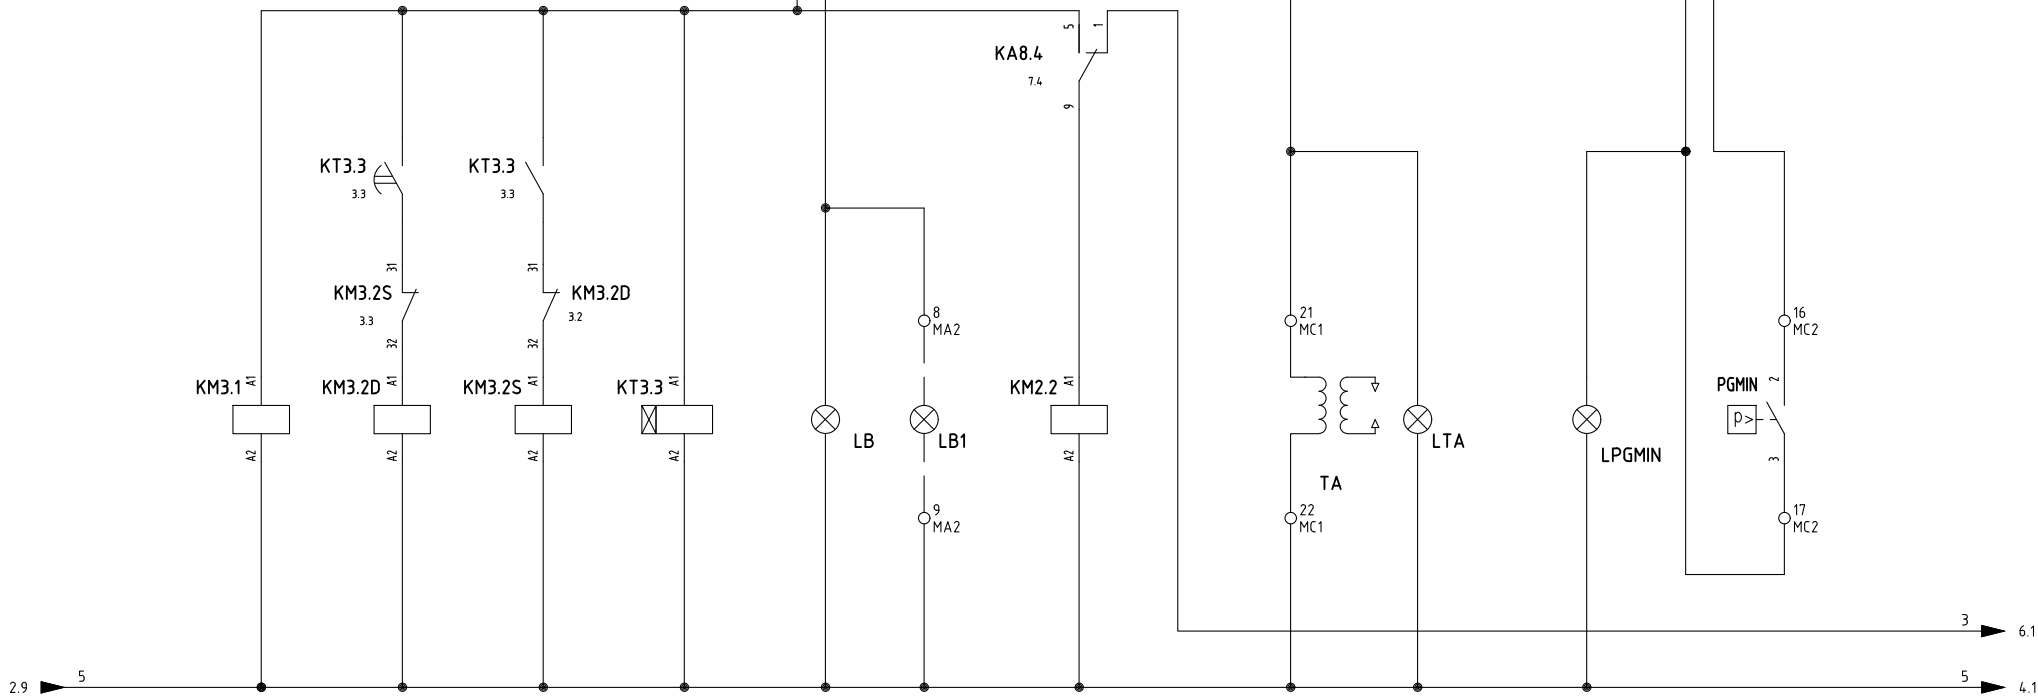 5
1
KA8.4
7.4
9
KT3.3
3.3
KT3.3
3.3
31
31
KM3.2S
3.3
KM3.2D
3.2
32
32
8
MA2
21
MC1
16
MC2
KM3.1
A1
KM3.2D
A1
KM3.2S
A1
KT3.3
A1
KM2.2
A1
PGMIN
2
p>
LB
LB1
LTA
LPGMIN
A2
A2
A2
A2
A2
3
TA
9
MA2
22
MC1
17
MC2
3
6.1
2.9
5
5
4.1